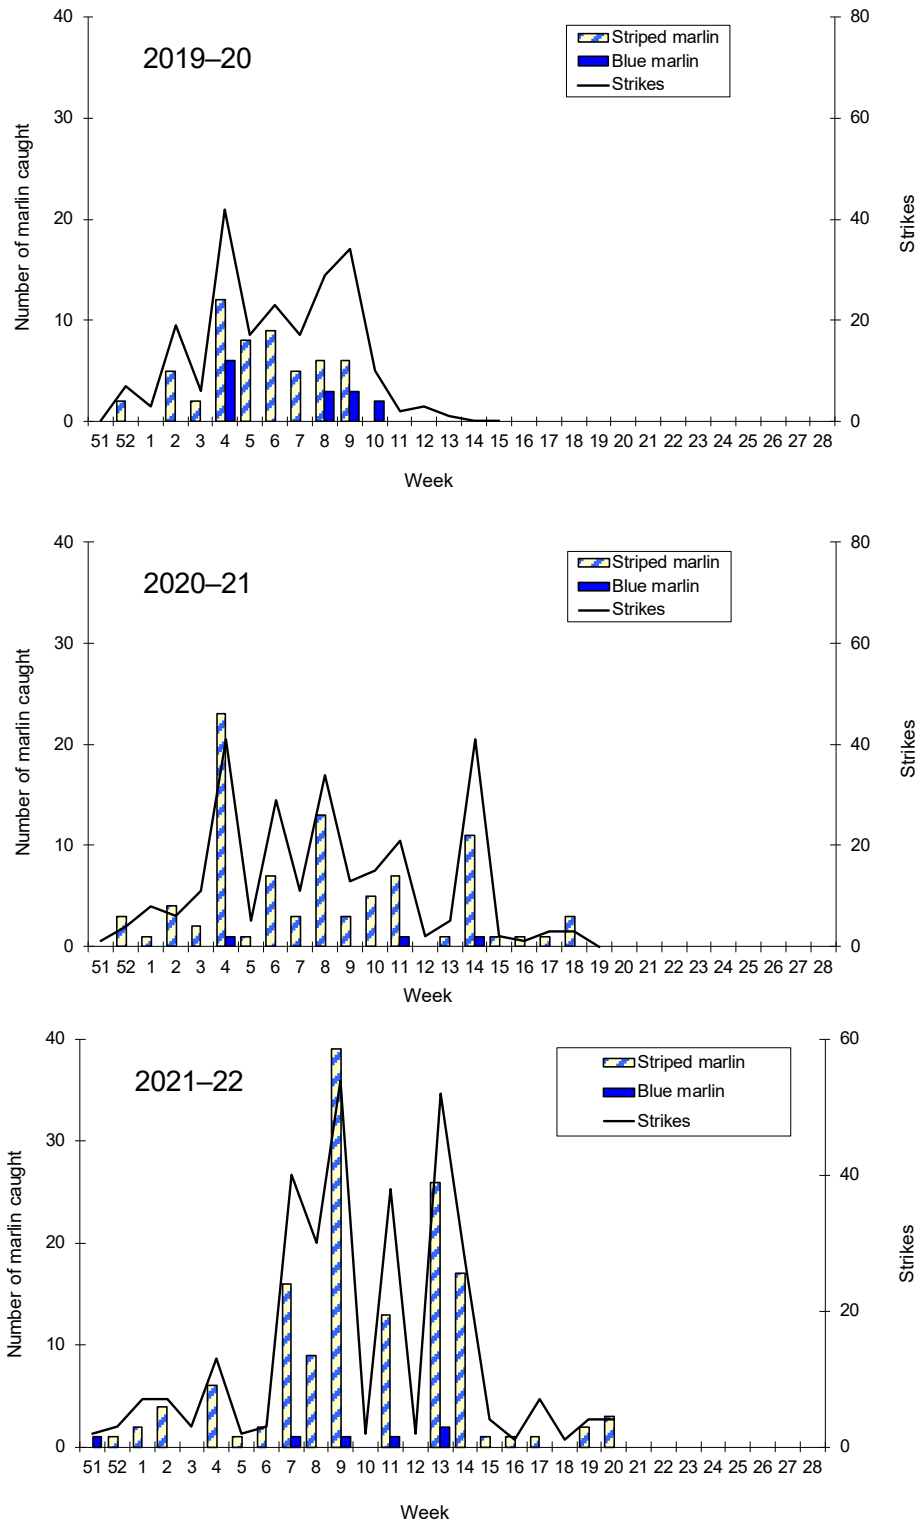 2019–20
Striped marlin
Blue marlin
Strikes
40
30
20
10
0
80
60
40
20
0
Number of marlin caught
Strikes
51 52 1 2 3 4 5 6 7 8 9 10 11 12 13 14 15 16 17 18 19 20 21 22 23 24 25 26 27 28
Week
2020–21
Striped marlin
Blue marlin
Strikes
40
30
20
10
0
80
60
40
20
0
Number of marlin caught
Strikes
51 52 1 2 3 4 5 6 7 8 9 10 11 12 13 14 15 16 17 18 19 20 21 22 23 24 25 26 27 28
Week
2021–22
Striped marlin
Blue marlin
Strikes
40
30
20
10
0
60
40
20
0
Number of marlin caught
Strikes
51 52 1 2 3 4 5 6 7 8 9 10 11 12 13 14 15 16 17 18 19 20 21 22 23 24 25 26 27 28
Week